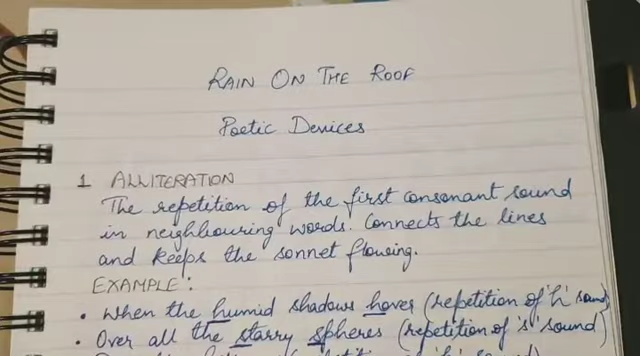 RAIN ON THE ROOF
Poetic Devices
1 ALLITERATION
The repetition of the first consonant sound
in neighbouring words. Connects the lines
and keeps the sonnet flowing.
EXAMPLE:
• When the humid shadows hover (repetition of 'h' sound)
• Over all the starry spheres (repetition of 's' sound)